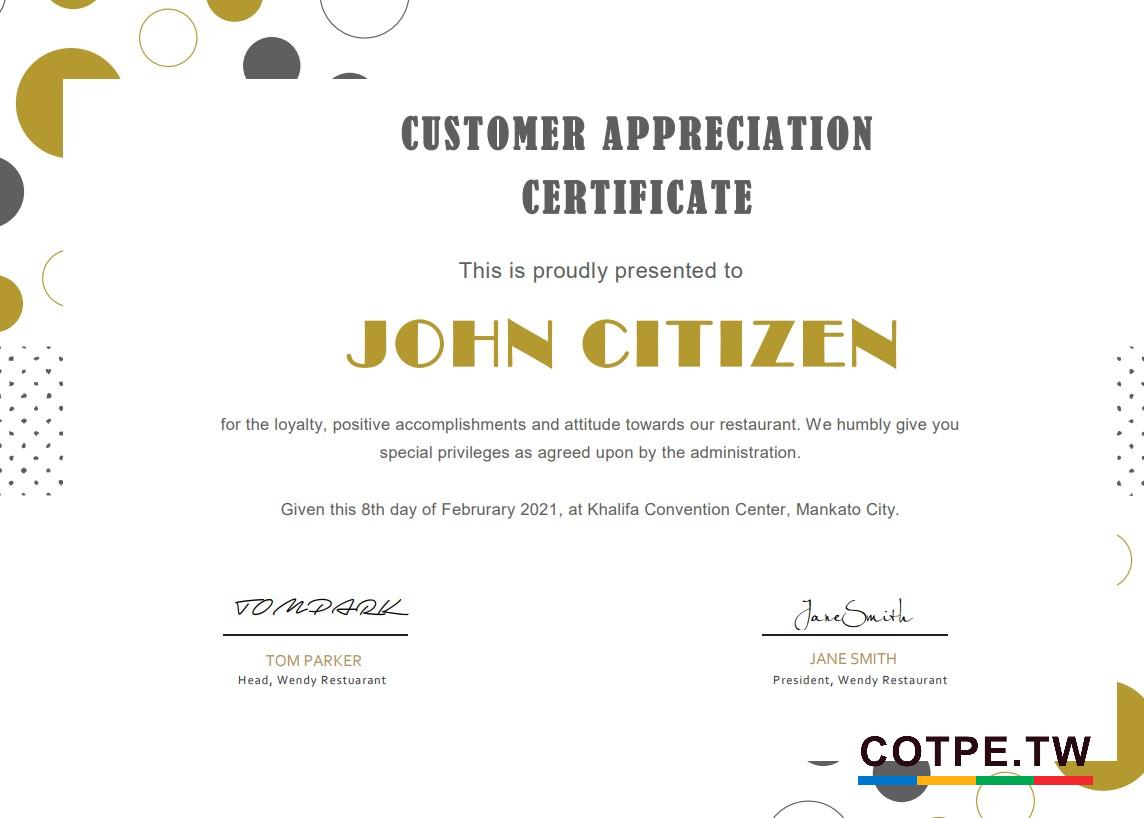 CUSTOMER APPRECIATION
CERTIFICATE
This is proudly presented to
JOHN CITIZEN
for the loyalty, positive accomplishments and attitude towards our restaurant. We humbly give you
special privileges as agreed upon by the administration.
Given this 8th day of Februrary 2021, at Khalifa Convention Center, Mankato City.
TOMPARK
JaneSmith
TOM PARKER
JANE SMITH
Head, Wendy Restuarant
President, Wendy Restaurant
COTPE.TW